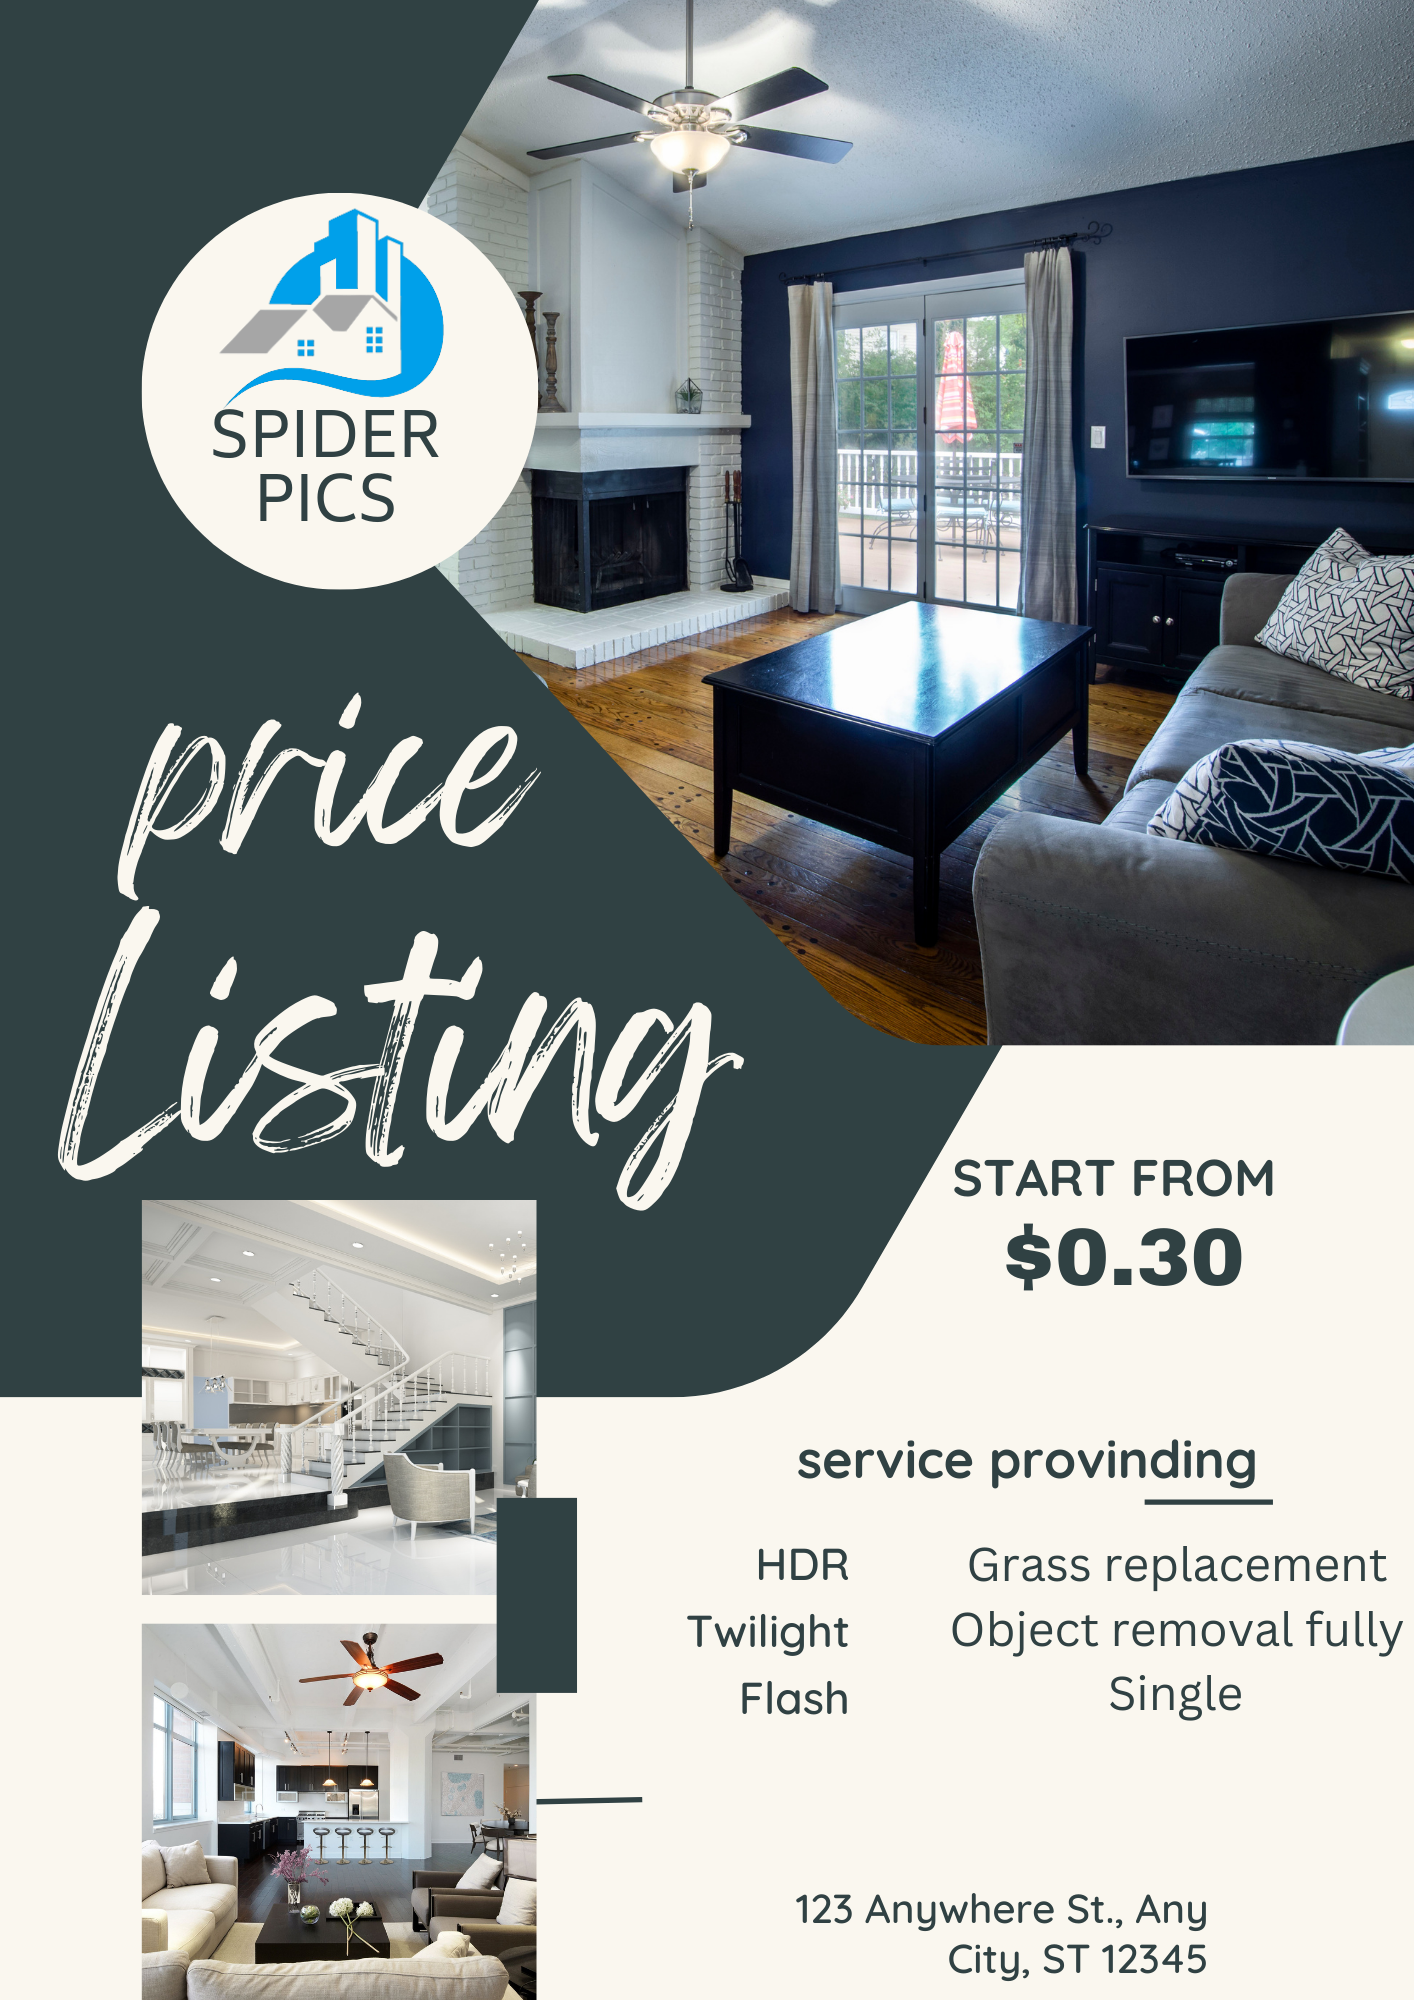 SPIDER
PICS
price
Listing
START FROM
$0.30
service provinding
HDR
Twilight
Flash
Grass replacement
Object removal fully
Single
123 Anywhere St., Any
City, ST 12345